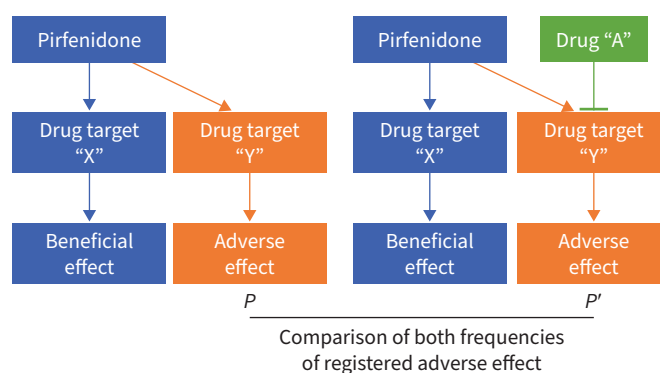 Pirfenidone
Drug target
“X”
Drug target
“Y”
Beneficial
effect
Adverse
effect
P
Pirfenidone
Drug “A”
Drug target
“X”
Drug target
“Y”
Beneficial
effect
Adverse
effect
P′
Comparison of both frequencies
of registered adverse effect